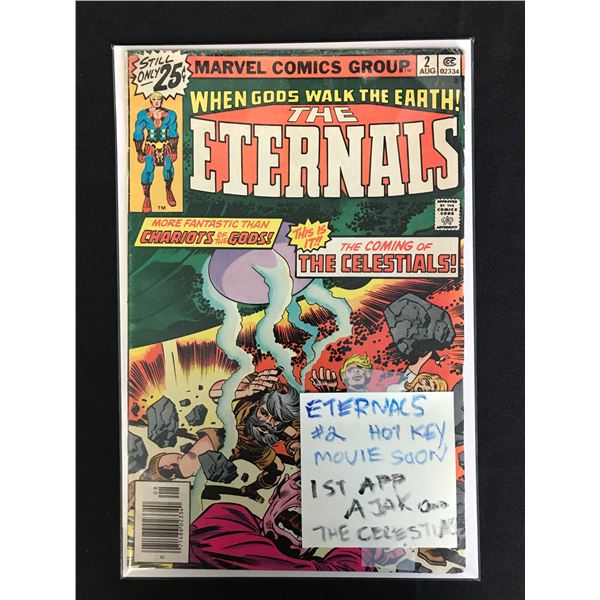 STILL ONLY 25¢
MARVEL COMICS GROUP
TM
2
AUG
02334
WHEN GODS WALK THE EARTH!
THE
ETERNALS
TM
APPROVED
BY THE
COMICS
CODE
AUTHORITY
MORE FANTASTIC THAN
CHARIOTS OF THE GODS!
THIS IS IT!!
THE COMING OF
THE CELESTIALS!
ETERNALS
#2 HOT KEY
MOVIE SOON
1ST APP
AJAK and
THE CELESTIALS